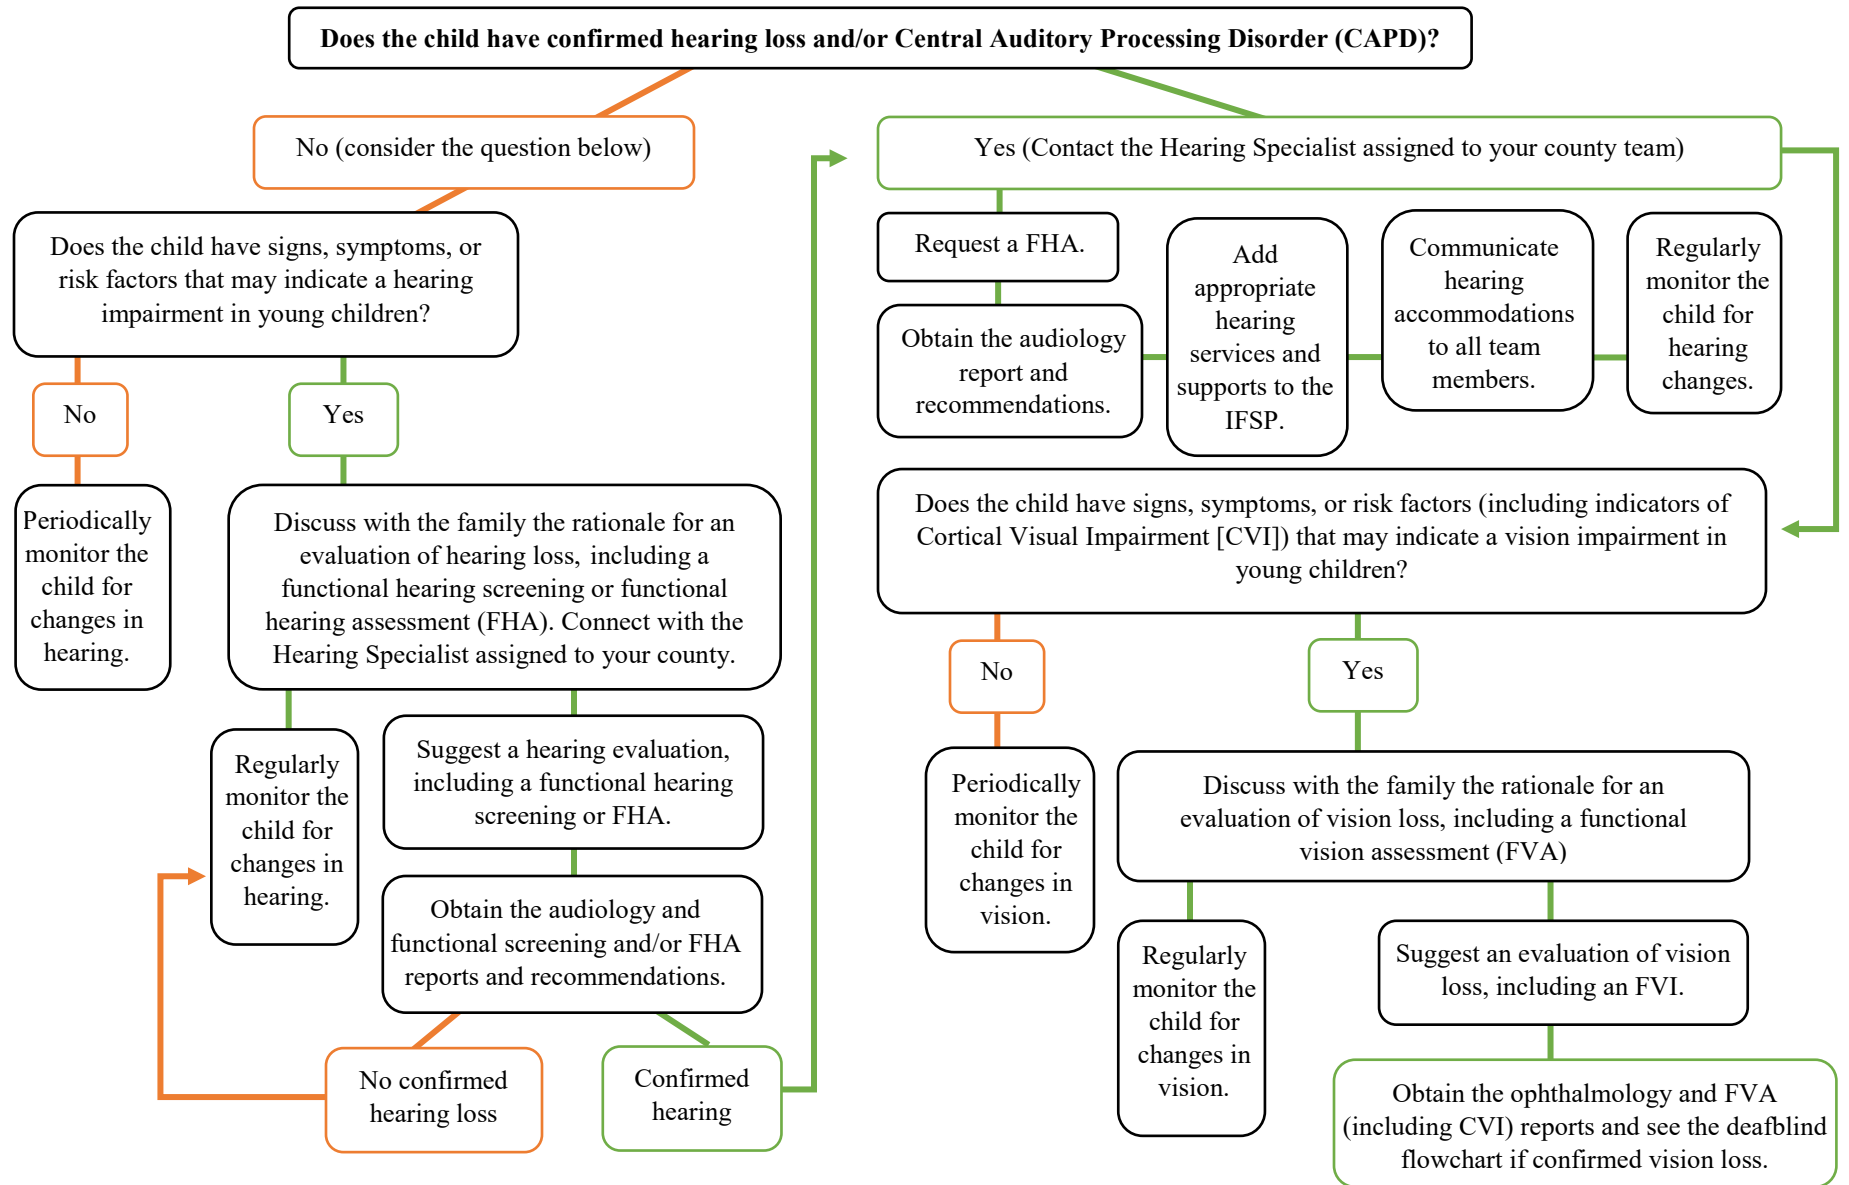 Does the child have confirmed hearing loss and/or Central Auditory Processing Disorder (CAPD)?
No (consider the question below)
Does the child have signs, symptoms, or
risk factors that may indicate a hearing
impairment in young children?
No
Yes
Periodically
monitor the
child for
changes in
hearing.
Discuss with the family the rationale for an
evaluation of hearing loss, including a
functional hearing screening or functional
hearing assessment (FHA). Connect with the
Hearing Specialist assigned to your county.
Regularly
monitor the
child for
changes in
hearing.
Suggest a hearing evaluation,
including a functional hearing
screening or FHA.
Obtain the audiology and
functional screening and/or FHA
reports and recommendations.
No confirmed
hearing loss
Confirmed
hearing
Yes (Contact the Hearing Specialist assigned to your county team)
Request a FHA.
Obtain the audiology
report and
recommendations.
Add
appropriate
hearing
services and
supports to the
IFSP.
Communicate
hearing
accommodations
to all team
members.
Regularly
monitor the
child for
hearing
changes.
Does the child have signs, symptoms, or risk factors (including indicators of
Cortical Visual Impairment [CVI]) that may indicate a vision impairment in
young children?
No
Yes
Periodically
monitor the
child for
changes in
vision.
Discuss with the family the rationale for an
evaluation of vision loss, including a functional
vision assessment (FVA)
Regularly
monitor the
child for
changes in
vision.
Suggest an evaluation of vision
loss, including an FVI.
Obtain the ophthalmology and FVA
(including CVI) reports and see the deafblind
flowchart if confirmed vision loss.